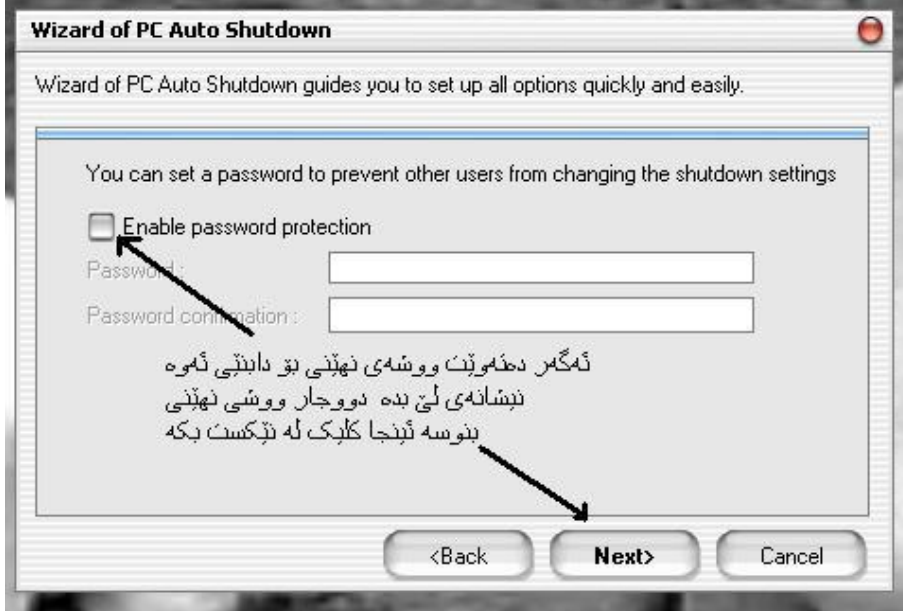 Wizard of PC Auto Shutdown
Wizard of PC Auto Shutdown guides you to set up all options quickly and easily.
You can set a password to prevent other users from changing the shutdown settings
Enable password protection
Password :
Password confirmation :
ئەگەر دەتەوێت ووشەی نهێنی بۆ دابنێی ئەوە
نیشانەی لێ بدە دووجار ووشی نهێنی
بنوسە ئینجا کلیک لە نێکست بکە
<Back
Next>
Cancel